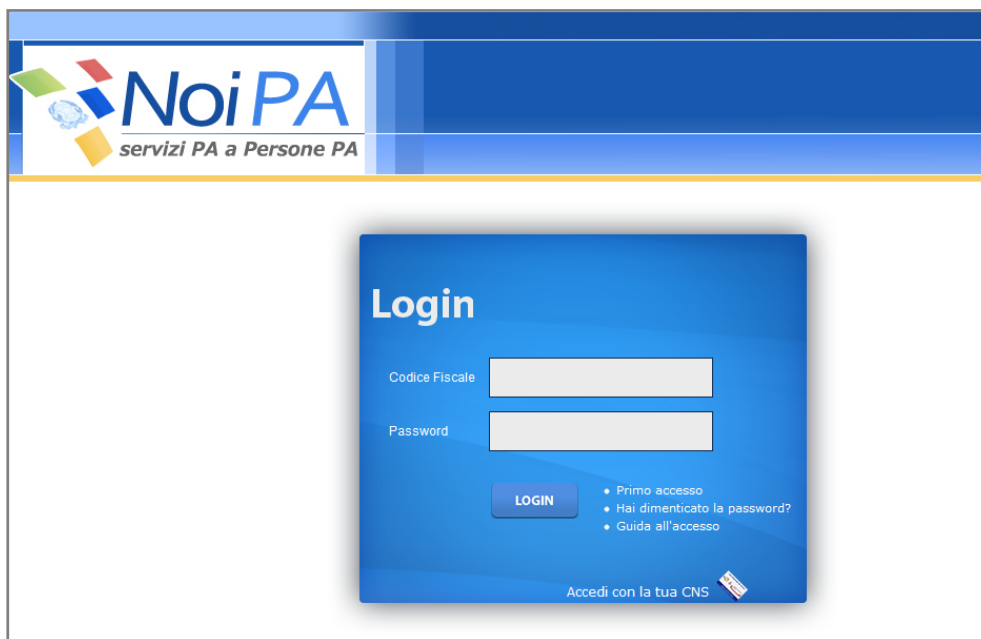 NoiPA
servizi PA a Persone PA
Login
Codice Fiscale
Password
LOGIN
Primo accesso
Hai dimenticato la password?
Guida all'accesso
Accedi con la tua CNS